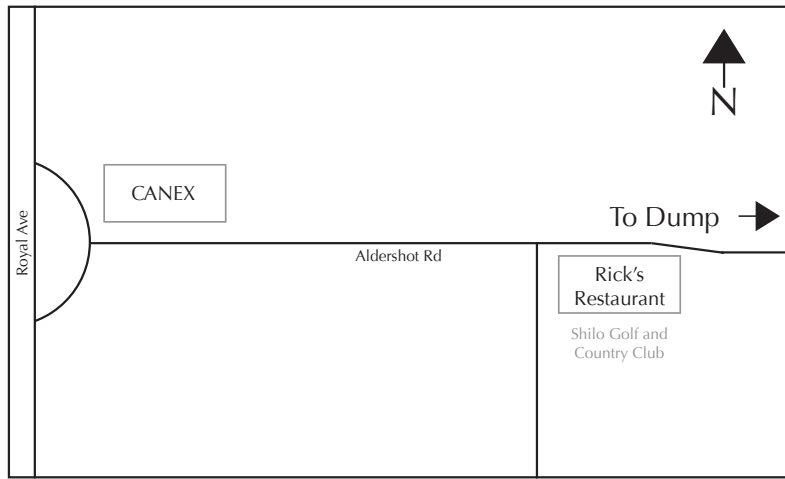 N
CANEX
Royal Ave
To Dump
Aldershot Rd
Rick's
Restaurant
Shilo Golf and
Country Club